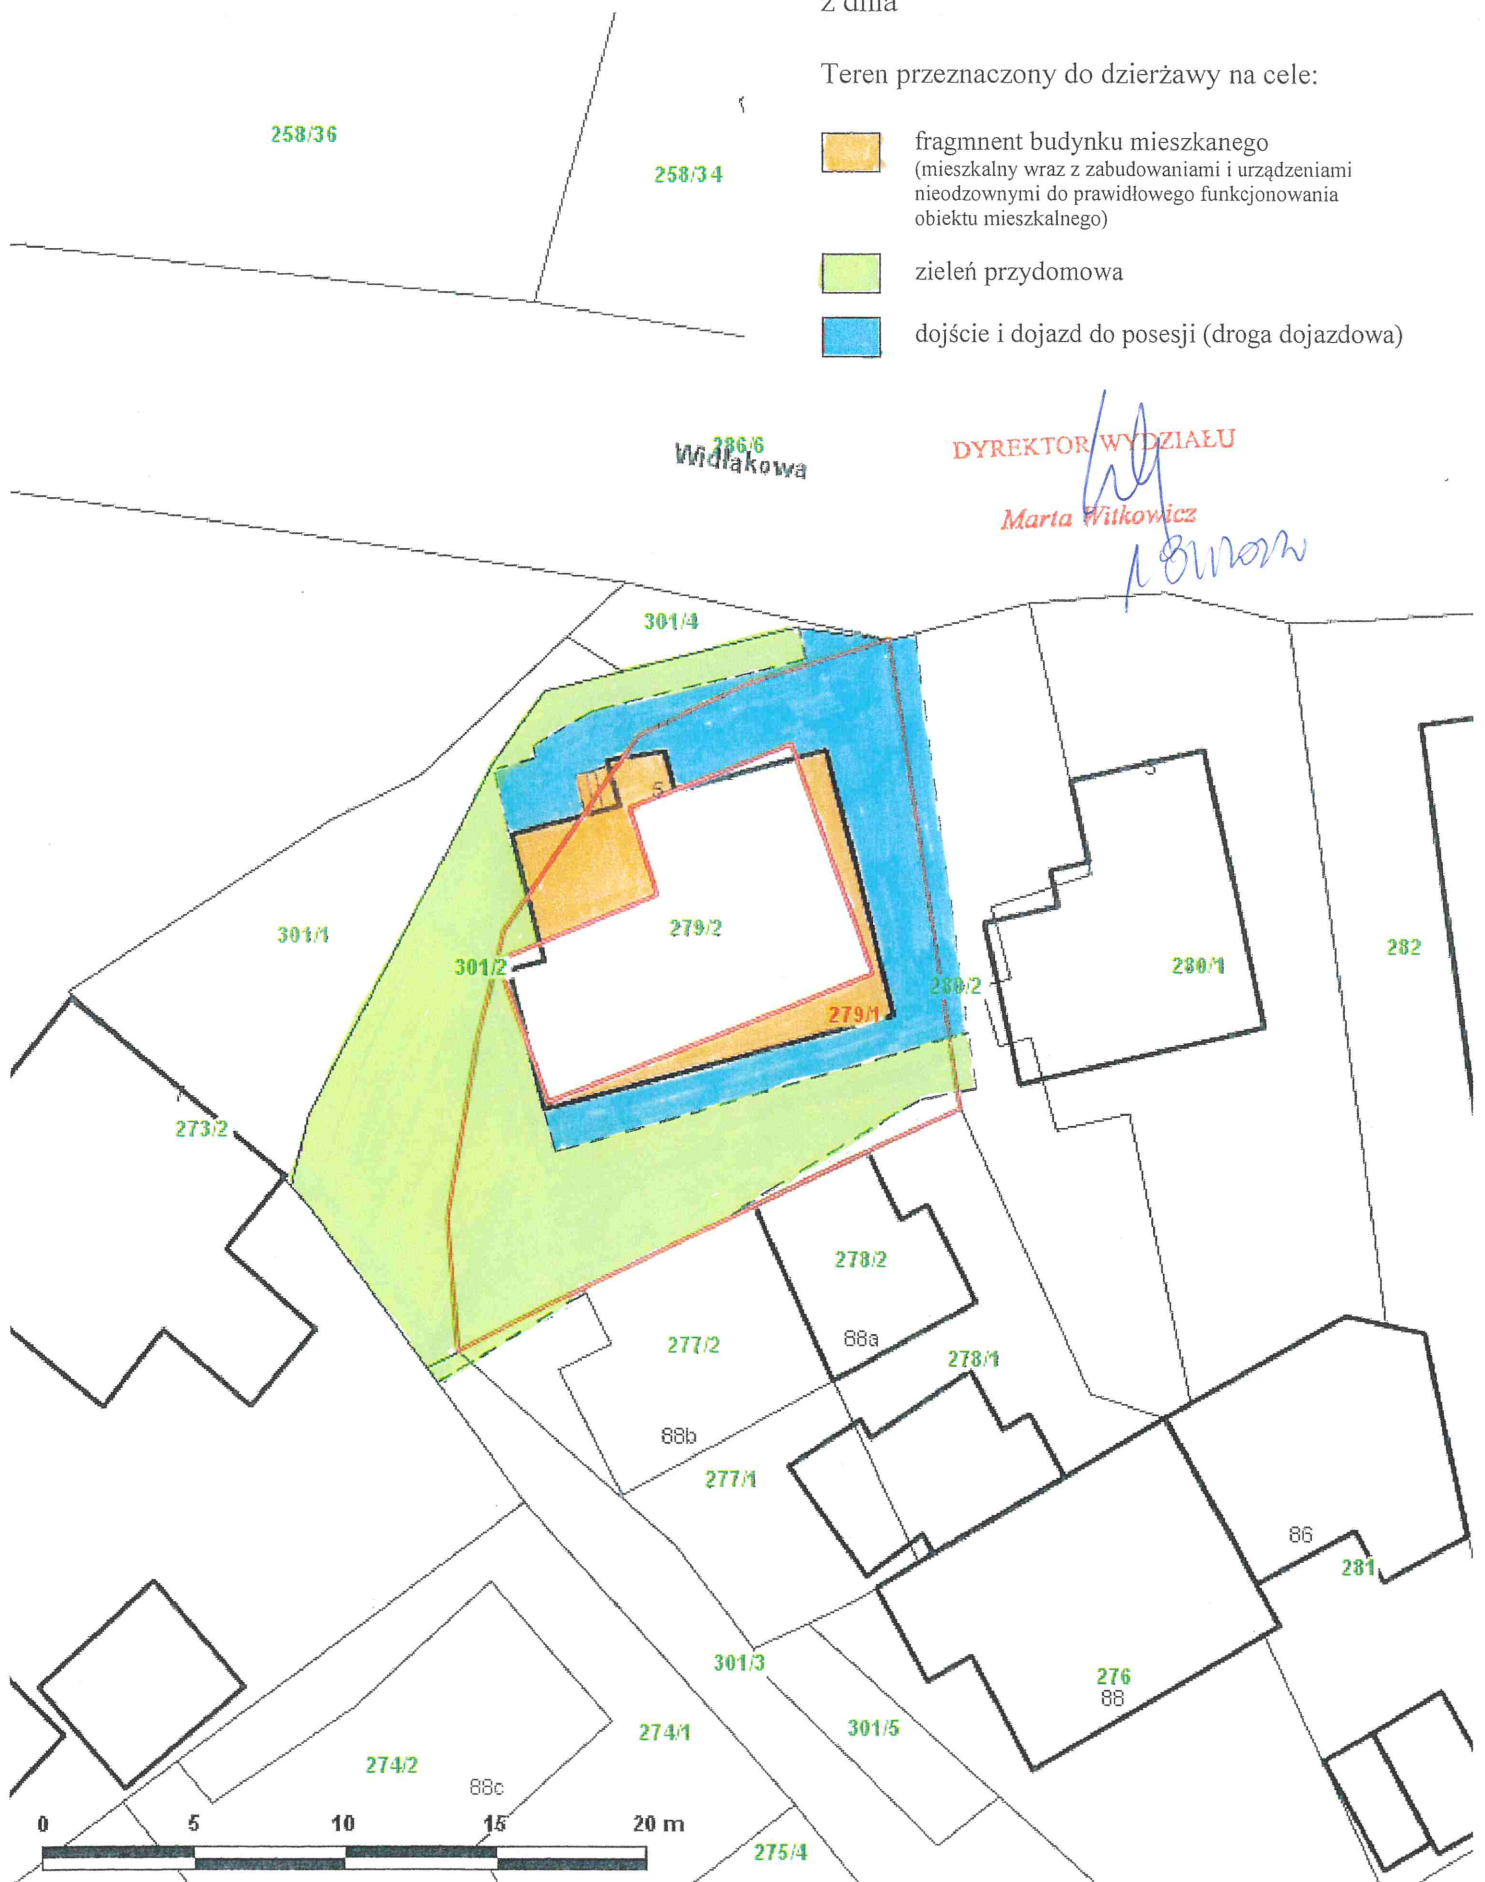 z dnia
Teren przeznaczony do dzierżawy na cele:
fragmnent budynku mieszkanego
(mieszkalny wraz z zabudowaniami i urządzeniami
nieodzownymi do prawidłowego funkcjonowania
obiektu mieszkalnego)
zieleń przydomowa
dojście i dojazd do posesji (droga dojazdowa)
258/36
258/34
286/6
Widłakowa
DYREKTOR WYDZIAŁU
Marta Witkowicz
301/4
5
301/1
279/2
301/2
280/2
280/1
282
279/1
273/2
278/2
88a
277/2
278/1
88b
277/1
86
281
301/3
276
88
274/1
301/5
274/2
88c
0 5 10 15 20 m
275/4